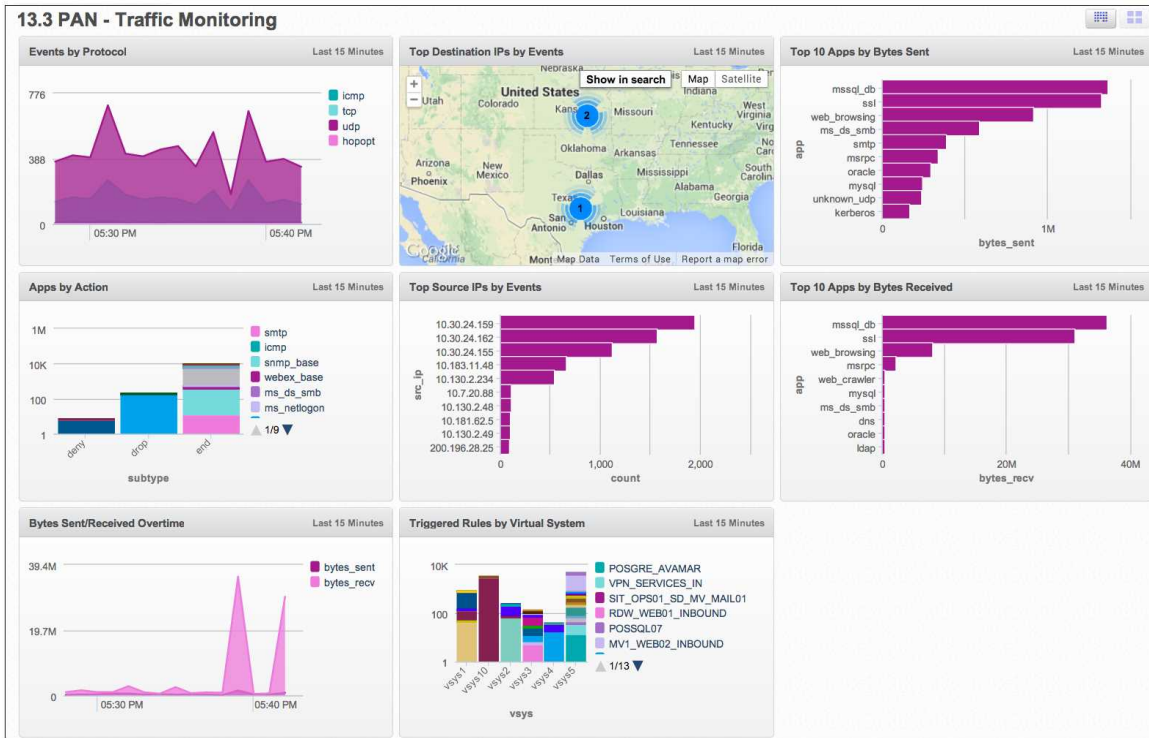 13.3 PAN - Traffic Monitoring
Events by Protocol
Last 15 Minutes
776
388
0
05:30 PM
05:40 PM
icmp
tcp
udp
hopopt
Top Destination IPs by Events
Last 15 Minutes
+
−
Show in search
Map
Satellite
Nebraska
Indiana
Utah
Colorado
United States
Missouri
West
Virginia
Kentucky
2
Oklahoma
Arkansas
Tennessee
Arizona
Phoenix
New
Mexico
Dallas
Mississippi
South
Alabama
Georgia
1
San
Antonio
Houston
Louisiana
Florida
Google
Map Data
Terms of Use
Report a map error
Top 10 Apps by Bytes Sent
Last 15 Minutes
app
mssql_db
ssl
web_browsing
ms_ds_smb
smtp
msrpc
oracle
mysql
unknown_udp
kerberos
0
1M
bytes_sent
Apps by Action
Last 15 Minutes
1M
10K
100
1
deny
drop
end
subtype
smtp
icmp
snmp_base
webex_base
ms_ds_smb
ms_netlogon
1/9
Top Source IPs by Events
Last 15 Minutes
src_ip
10.30.24.159
10.30.24.162
10.30.24.155
10.183.11.48
10.130.2.234
10.7.20.88
10.130.2.48
10.181.62.5
10.130.2.49
200.196.28.25
0
1,000
2,000
count
Top 10 Apps by Bytes Received
Last 15 Minutes
app
mssql_db
ssl
web_browsing
msrpc
web_crawler
mysql
ms_ds_smb
dns
oracle
ldap
0
20M
40M
bytes_recv
Bytes Sent/Received Overtime
Last 15 Minutes
39.4M
19.7M
0
05:30 PM
05:40 PM
bytes_sent
bytes_recv
Triggered Rules by Virtual System
Last 15 Minutes
10K
100
1
vsys1
vsys10
vsys2
vsys3
vsys4
vsys5
vsys
POSGRE_AVAMAR
VPN_SERVICES_IN
SIT_OPS01_SD_MV_MAIL01
RDW_WEB01_INBOUND
POSSQL07
MV1_WEB02_INBOUND
1/13